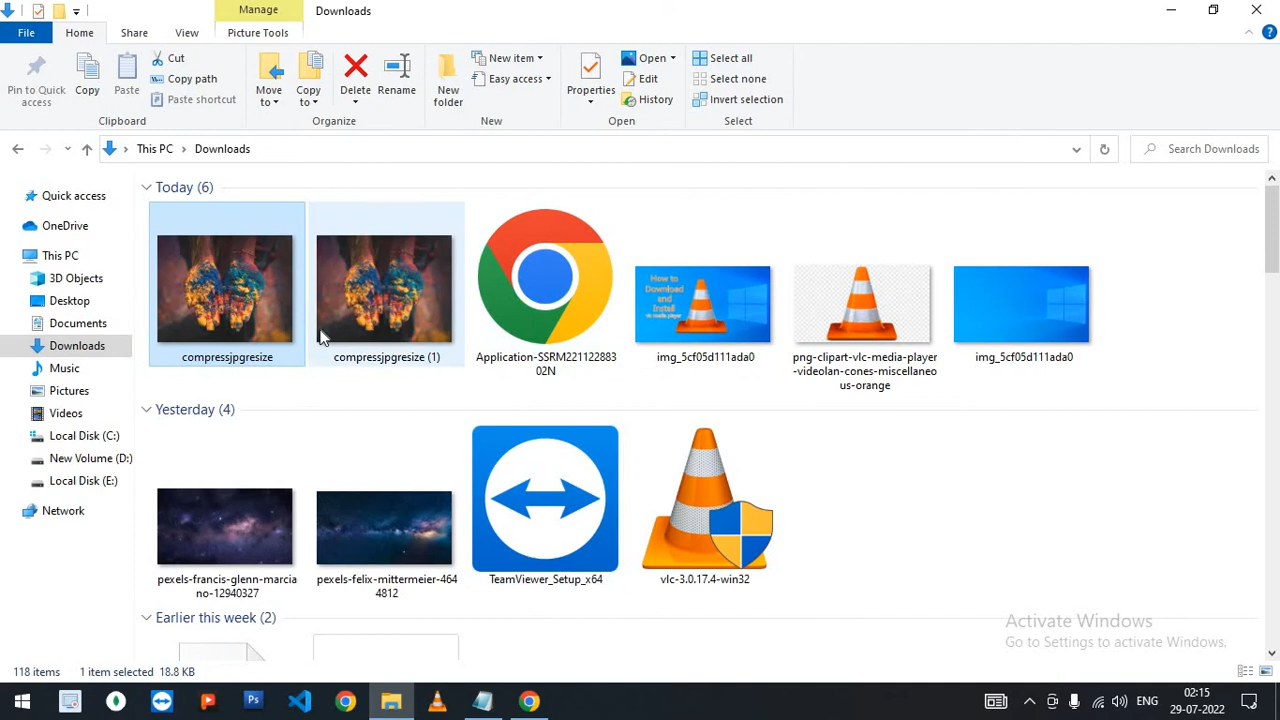 Manage
Downloads
File
Home
Share
View
Picture Tools
Pin to Quick
access
Copy
Paste
Cut
Copy path
Paste shortcut
Clipboard
Move
to
Copy
to
Delete
Rename
Organize
New
folder
New item
Easy access
New
Properties
Open
Edit
History
Open
Select all
Select none
Invert selection
Select
This PC
Downloads
Search Downloads
Quick access
OneDrive
This PC
3D Objects
Desktop
Documents
Downloads
Music
Pictures
Videos
Local Disk (C:)
New Volume (D:)
Local Disk (E:)
Network
Today (6)
How to
Download
and
Install
vlc media player
compressjpgresize
compressjpgresize (1)
Application-SSRM221122883
02N
img_5cf05d111ada0
png-clipart-vlc-media-player
-videolan-cones-miscellaneo
us-orange
img_5cf05d111ada0
Yesterday (4)
pexels-francis-glenn-marcia
no-12940327
pexels-felix-mittermeier-464
4812
TeamViewer_Setup_x64
vlc-3.0.17.4-win32
Earlier this week (2)
Activate Windows
Go to Settings to activate Windows.
118 items
1 item selected 18.8 KB
Ps
ENG
02:15
29-07-2022